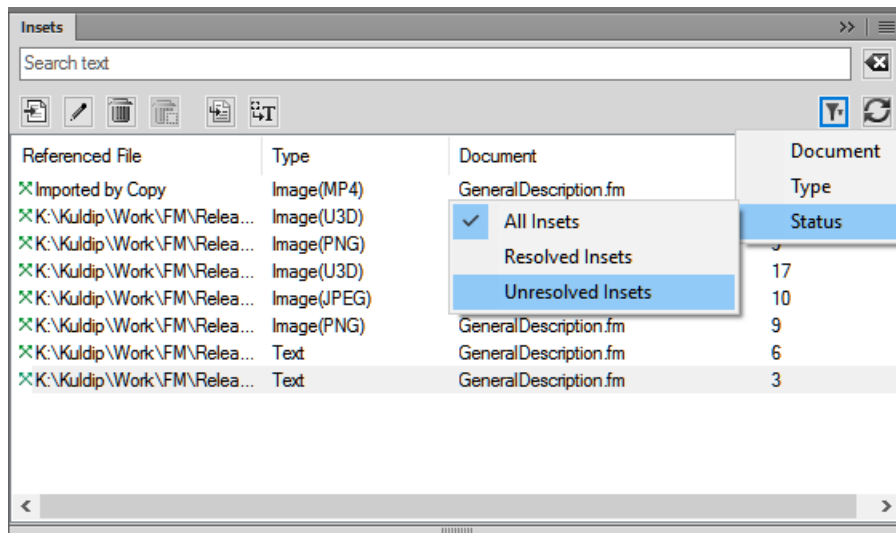 Insets
Search text
Referenced File Type Document Document
Imported by Copy Image(MP4) GeneralDescription.fm Type
K:\Kuldip\Work\FM\Relea... Image(U3D) All Insets Status
K:\Kuldip\Work\FM\Relea... Image(PNG) Resolved Insets
K:\Kuldip\Work\FM\Relea... Image(U3D) 17
K:\Kuldip\Work\FM\Relea... Image(JPEG) Unresolved Insets 10
K:\Kuldip\Work\FM\Relea... Image(PNG) GeneralDescription.fm 9
K:\Kuldip\Work\FM\Relea... Text GeneralDescription.fm 6
K:\Kuldip\Work\FM\Relea... Text GeneralDescription.fm 3